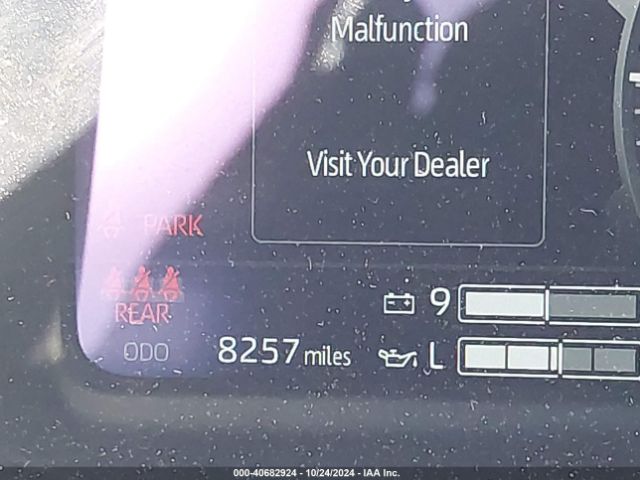 Malfunction
Visit Your Dealer
PARK
REAR
9
ODO 8257 miles L
000-40682924 - 10/24/2024 - IAA Inc.